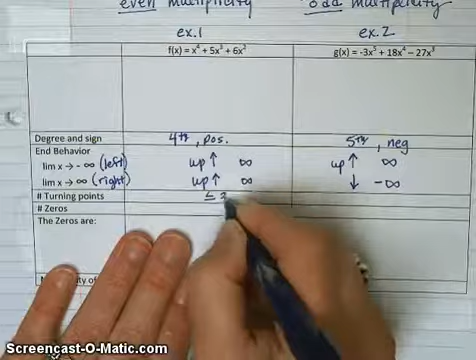 even multiplicity odd multiplicity
ex.1 ex.2
f(x) = x⁴ + 5x³ + 6x² g(x) = -3x⁵ + 18x⁴ – 27x³
Degree and sign 4th, pos. 5th, neg
End Behavior
lim x → - ∞ (left) up ↑ ∞ up ↑ ∞
lim x → ∞ (right) up ↑ ∞ ↓ -∞
# Turning points ≤
# Zeros
The Zeros are:
of
Screencast-O-Matic.com